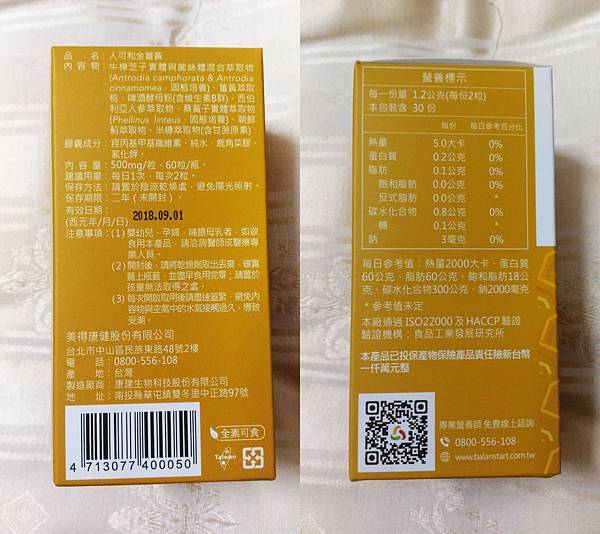 品　　名：人可和金薑黃
內 容 物：牛樟芝子實體與菌絲體混合萃取物
(Antrodia camphorata & Antrodia
cinnamomea，固態培養)、薑黃萃取
粉、啤酒酵母粉(含維生素B群)、西伯
利亞人參萃取物、桑黃子實體萃取物
(Phellinus linteus，固態培養)、朝鮮
薊萃取物、米糠萃取物(含甘蔗原素)
膠囊成分：羥丙基甲基纖維素，純水，鹿角菜膠，
氯化鉀。
內 容 量：500mg/粒，60粒/瓶。
建議用量：每日1次，每次2粒。
保存方法：請置於陰涼乾燥處，避免陽光照射。
保存期限：二年（未開封）。
有效日期：
(西元年/月/日) 2018.09.01
注意事項：(1) 嬰幼兒、孕婦、哺餵母乳者，如欲
食用本產品，請洽詢醫師或醫療專
業人員。
(2) 開封後，請將乾燥劑取出丟棄，確實
蓋上瓶蓋，並盡早食用完畢；請置於
孩童無法取得之處。
(3) 每次開啟取用後請盡速蓋緊，避免內
容物與空氣中的水氣接觸過久，導致
受潮。
美得康健股份有限公司
台北市中山區民族東路48號2樓
電　　話：0800-556-108
產　　地：台灣
製造廠商：康建生物科技股份有限公司
地　　址：南投縣草屯鎮雙冬里中正路97號
4 713077 400050
全素可食
Taiwan
營養標示
每一份量 1.2公克(每份2粒)
本包裝含 30 份
每份 每日參考百分比
熱量 5.0大卡 0%
蛋白質 0.2公克 0%
脂肪 0.1公克 0%
飽和脂肪 0.0公克 0%
反式脂肪 0.0公克 *
碳水化合物 0.8公克 0%
糖 0.1公克 *
鈉 3毫克 0%
每日參考值：熱量2000大卡、蛋白質
60公克、脂肪60公克、飽和脂肪18公
克、碳水化合物300公克、鈉2000毫克
* 參考值未定
本廠通過 ISO22000 及 HACCP 驗證
驗證機構：食品工業發展研究所
本產品已投保產物保險產品責任險新台幣
一仟萬元整
專業營養師 免費線上諮詢
0800-556-108
www.balanstart.com.tw